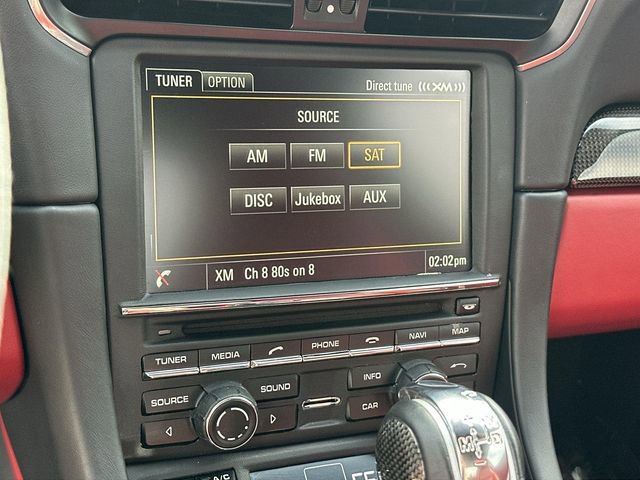 TUNER OPTION Direct tune ((XM))
SOURCE
AM FM SAT
DISC Jukebox AUX
XM Ch 8 80s on 8 02:02pm
TUNER MEDIA PHONE NAVI MAP
SOURCE SOUND INFO
CAR
A/C
M